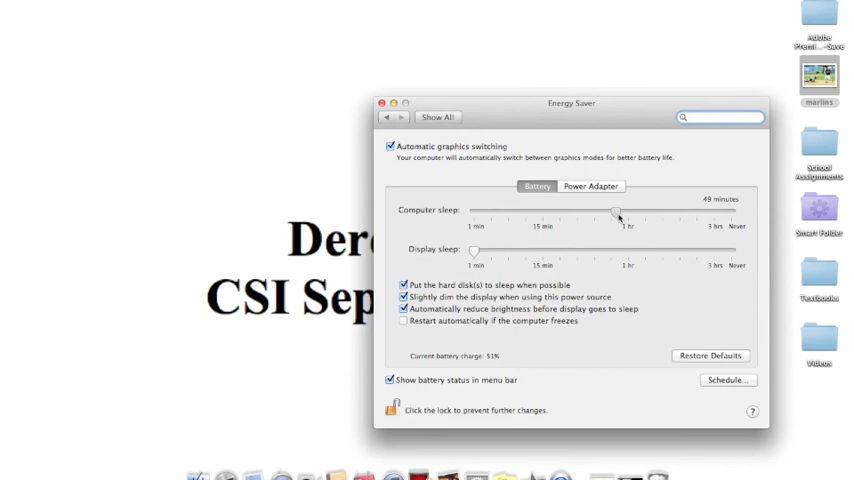 Adobe
Premi...-Save
marlins
School
Assignments
Smart Folder
Textbooks
Videos
Dere
CSI Sep
Energy Saver
Show All
Automatic graphics switching
Your computer will automatically switch between graphics modes for better battery life.
Battery Power Adapter
49 minutes
Computer sleep:
1 min 15 min 1 hr 3 hrs Never
Display sleep:
1 min 15 min 1 hr 3 hrs Never
Put the hard disk(s) to sleep when possible
Slightly dim the display when using this power source
Automatically reduce brightness before display goes to sleep
Restart automatically if the computer freezes
Current battery charge: 51%
Restore Defaults
Show battery status in menu bar
Schedule...
Click the lock to prevent further changes.
?